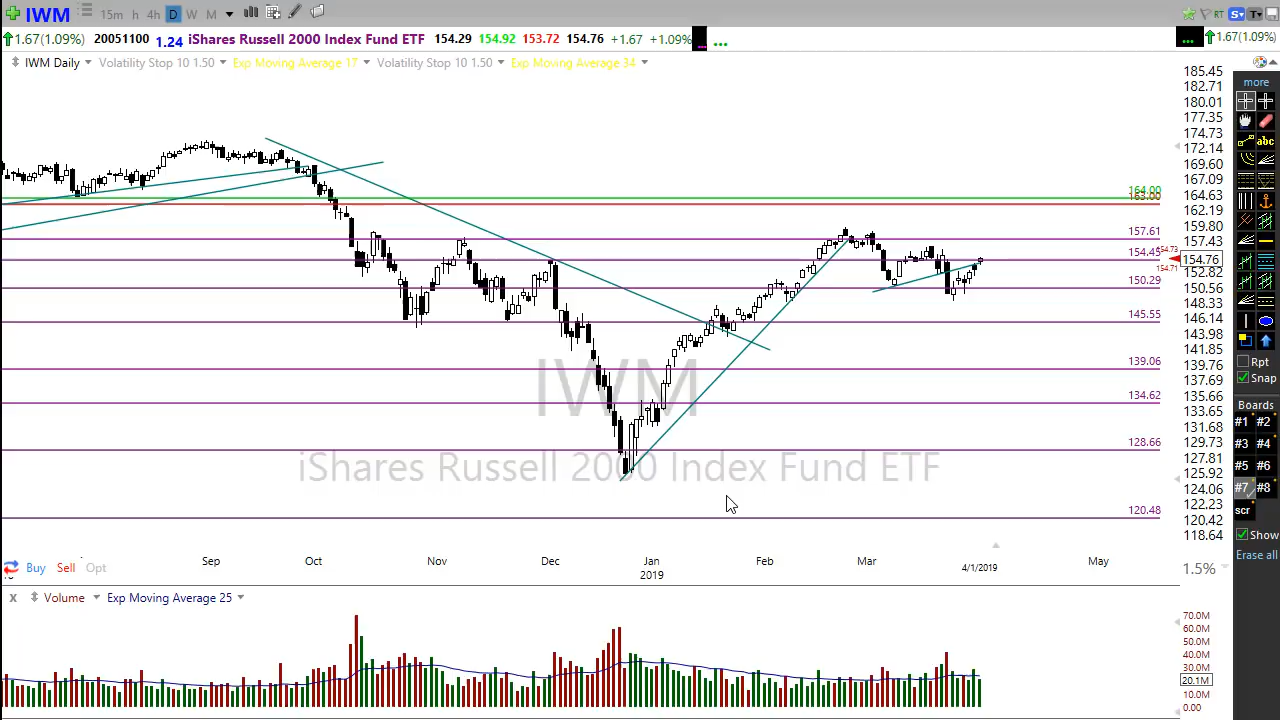 IWM 15m h 4h D W M RT S T
1.67(1.09%) 20051100 1.24 iShares Russell 2000 Index Fund ETF 154.29 154.92 153.72 154.76 +1.67 +1.09% ... 1.67(1.09%)
IWM Daily Volatility Stop 10 1.50 Exp Moving Average 17 Volatility Stop 10 1.50 Exp Moving Average 34
185.45
182.71
180.01
177.35
174.73
172.14
169.60
167.09
164.63
162.19
159.80
157.43
154.76
152.82
150.56
148.33
146.14
143.98
141.85
139.76
137.69
135.66
133.65
131.68
129.73
127.81
125.92
124.06
122.23
120.42
118.64
164.00
163.00
157.61
154.45
154.73
154.71
150.29
145.55
139.06
134.62
128.66
120.48
IWM
iShares Russell 2000 Index Fund ETF
Sep Oct Nov Dec Jan Feb Mar May
2019 4/1/2019
Buy Sell Opt 1.5%
X Volume Exp Moving Average 25
70.0M
60.0M
50.0M
40.0M
30.0M
20.1M
10.0M
0.00
more
abc
Rpt
Snap
Boards
#1 #2
#3 #4
#5 #6
#7 #8
scr
Show
Erase all